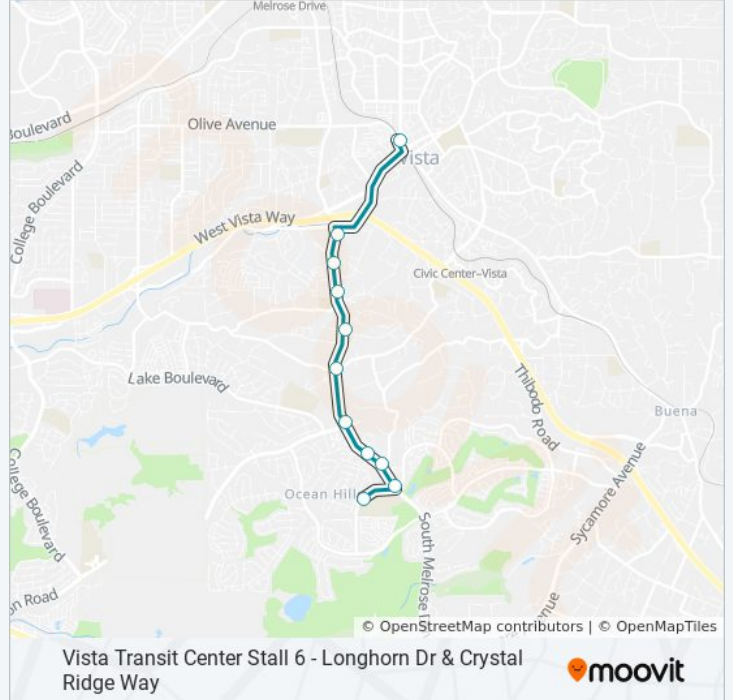 Melrose Drive
Boulevard
Olive Avenue
Vista
College Boulevard
West Vista Way
Civic Center–Vista
Lake Boulevard
Thibodo Road
Buena
College Boulevard
Ocean Hill
Sycamore Avenue
South Melrose
on Road
nue
© OpenStreetMap contributors | © OpenMapTiles
Vista Transit Center Stall 6 - Longhorn Dr & Crystal
Ridge Way
moovit